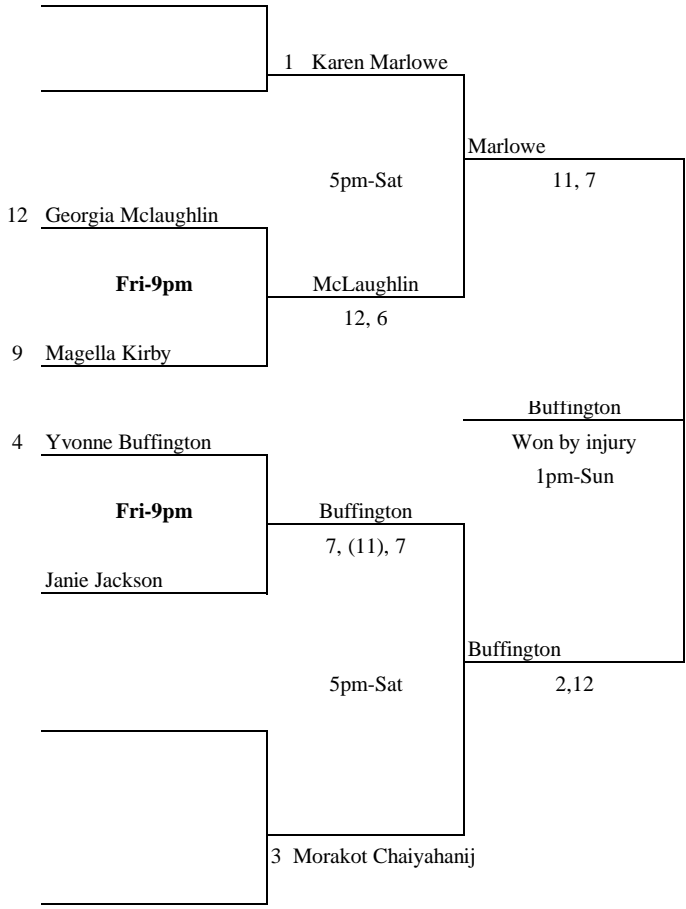 1 Karen Marlowe
Marlowe
5pm-Sat
11, 7
12 Georgia Mclaughlin
Fri-9pm
McLaughlin
12, 6
9 Magella Kirby
Buffington
4 Yvonne Buffington
Won by injury
1pm-Sun
Fri-9pm
Buffington
7, (11), 7
Janie Jackson
Buffington
5pm-Sat
2,12
3 Morakot Chaiyahanij